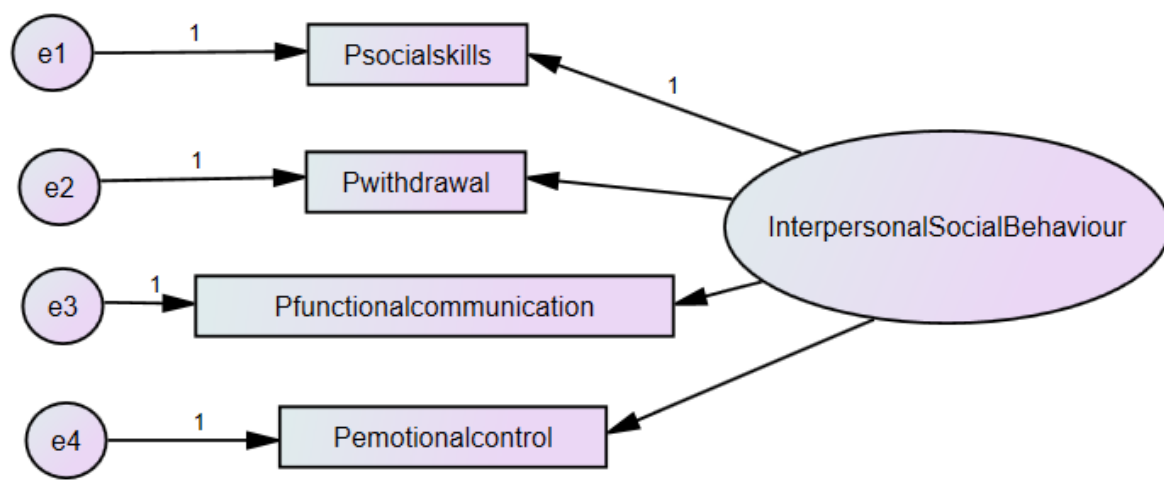 e1
1
Psocialskills
1
e2
1
Pwithdrawal
InterpersonalSocialBehaviour
e3
1
Pfunctionalcommunication
e4
1
Pemotionalcontrol